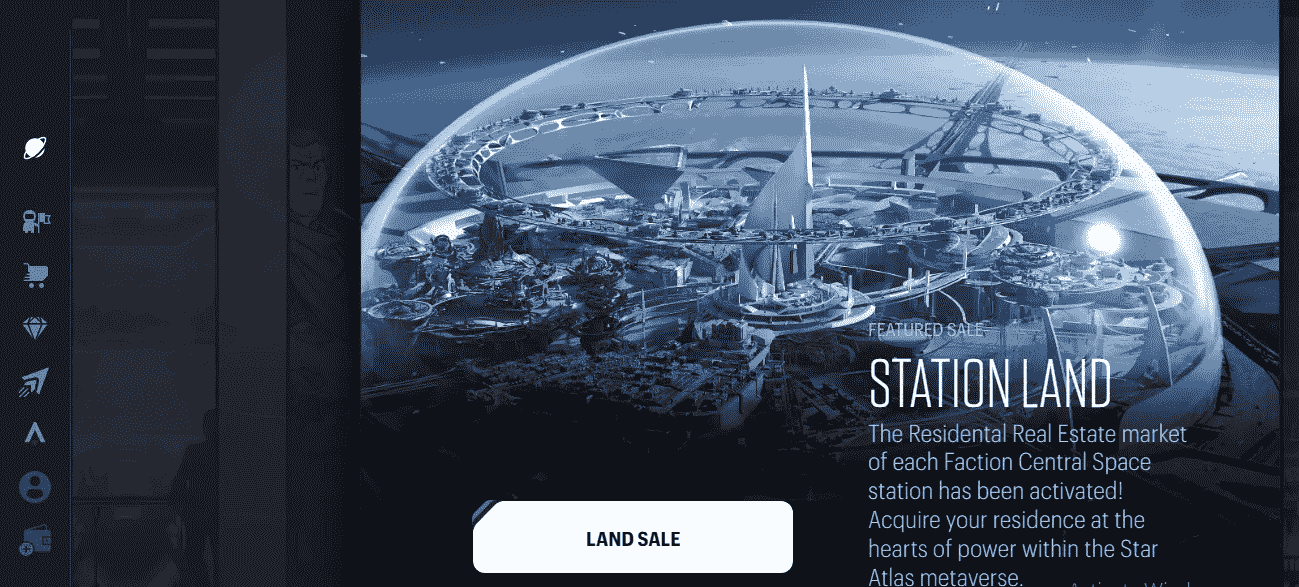 FEATURED SALE
STATION LAND
The Residental Real Estate market
of each Faction Central Space
station has been activated!
Acquire your residence at the
hearts of power within the Star
Atlas metaverse.
LAND SALE